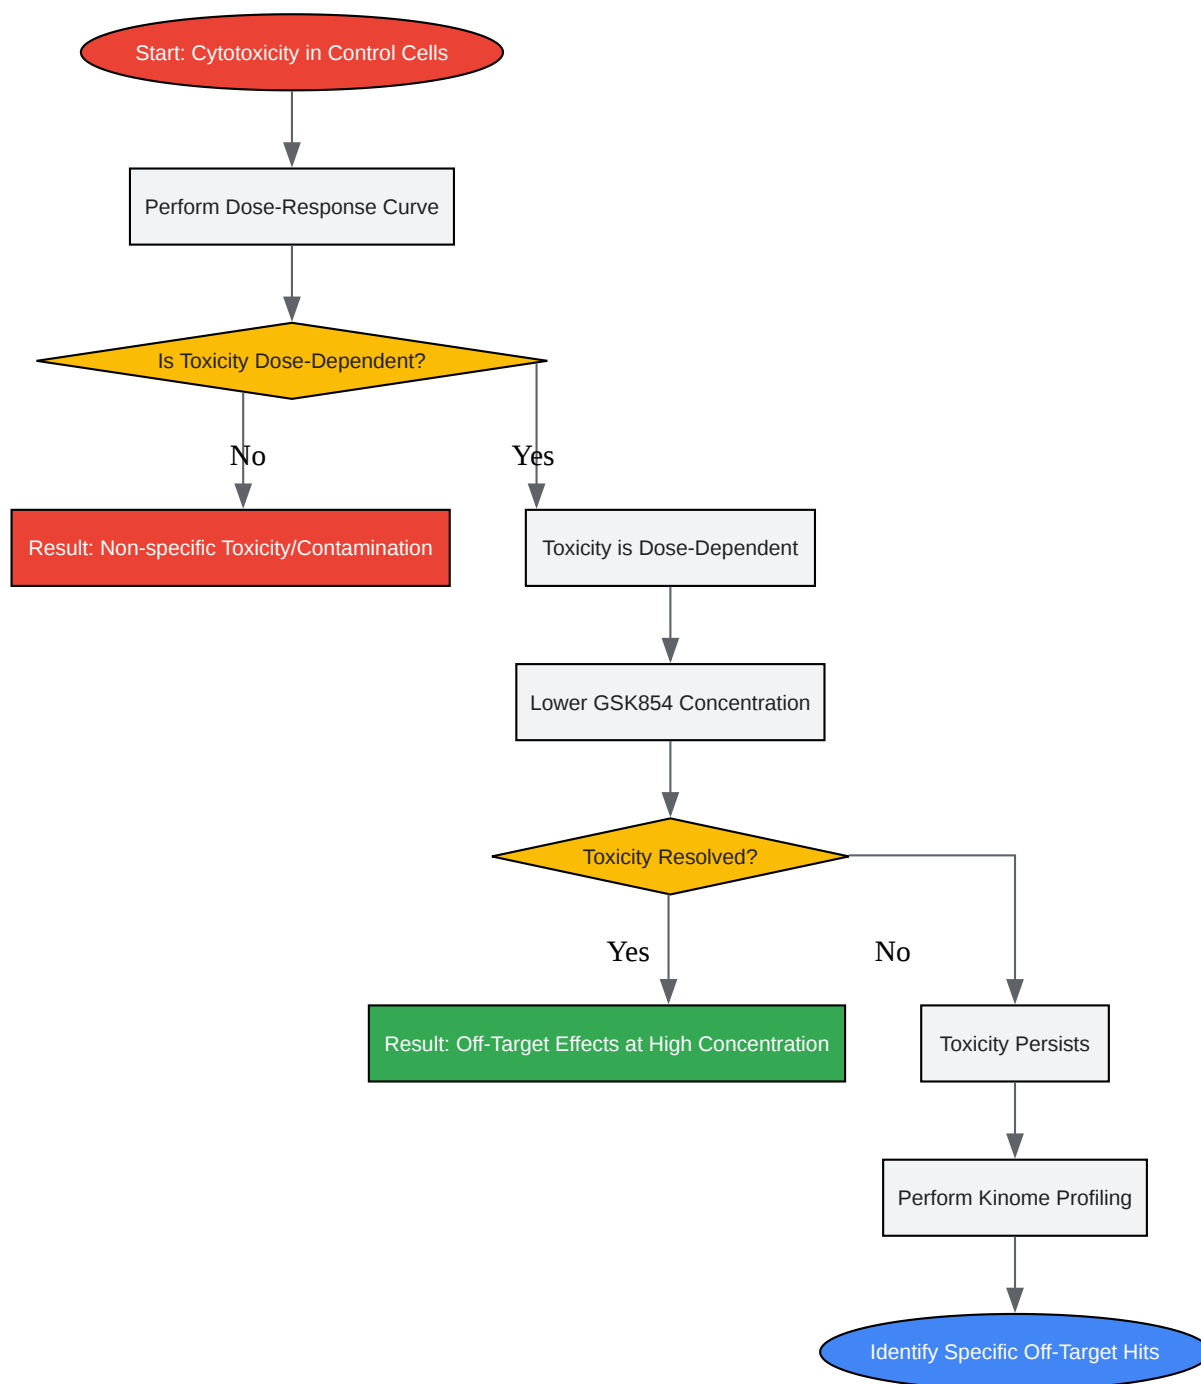 Start: Cytotoxicity in Control Cells
Perform Dose-Response Curve
Is Toxicity Dose-Dependent?
No
Yes
Result: Non-specific Toxicity/Contamination
Toxicity is Dose-Dependent
Lower GSK854 Concentration
Toxicity Resolved?
Yes
No
Result: Off-Target Effects at High Concentration
Toxicity Persists
Perform Kinome Profiling
Identify Specific Off-Target Hits